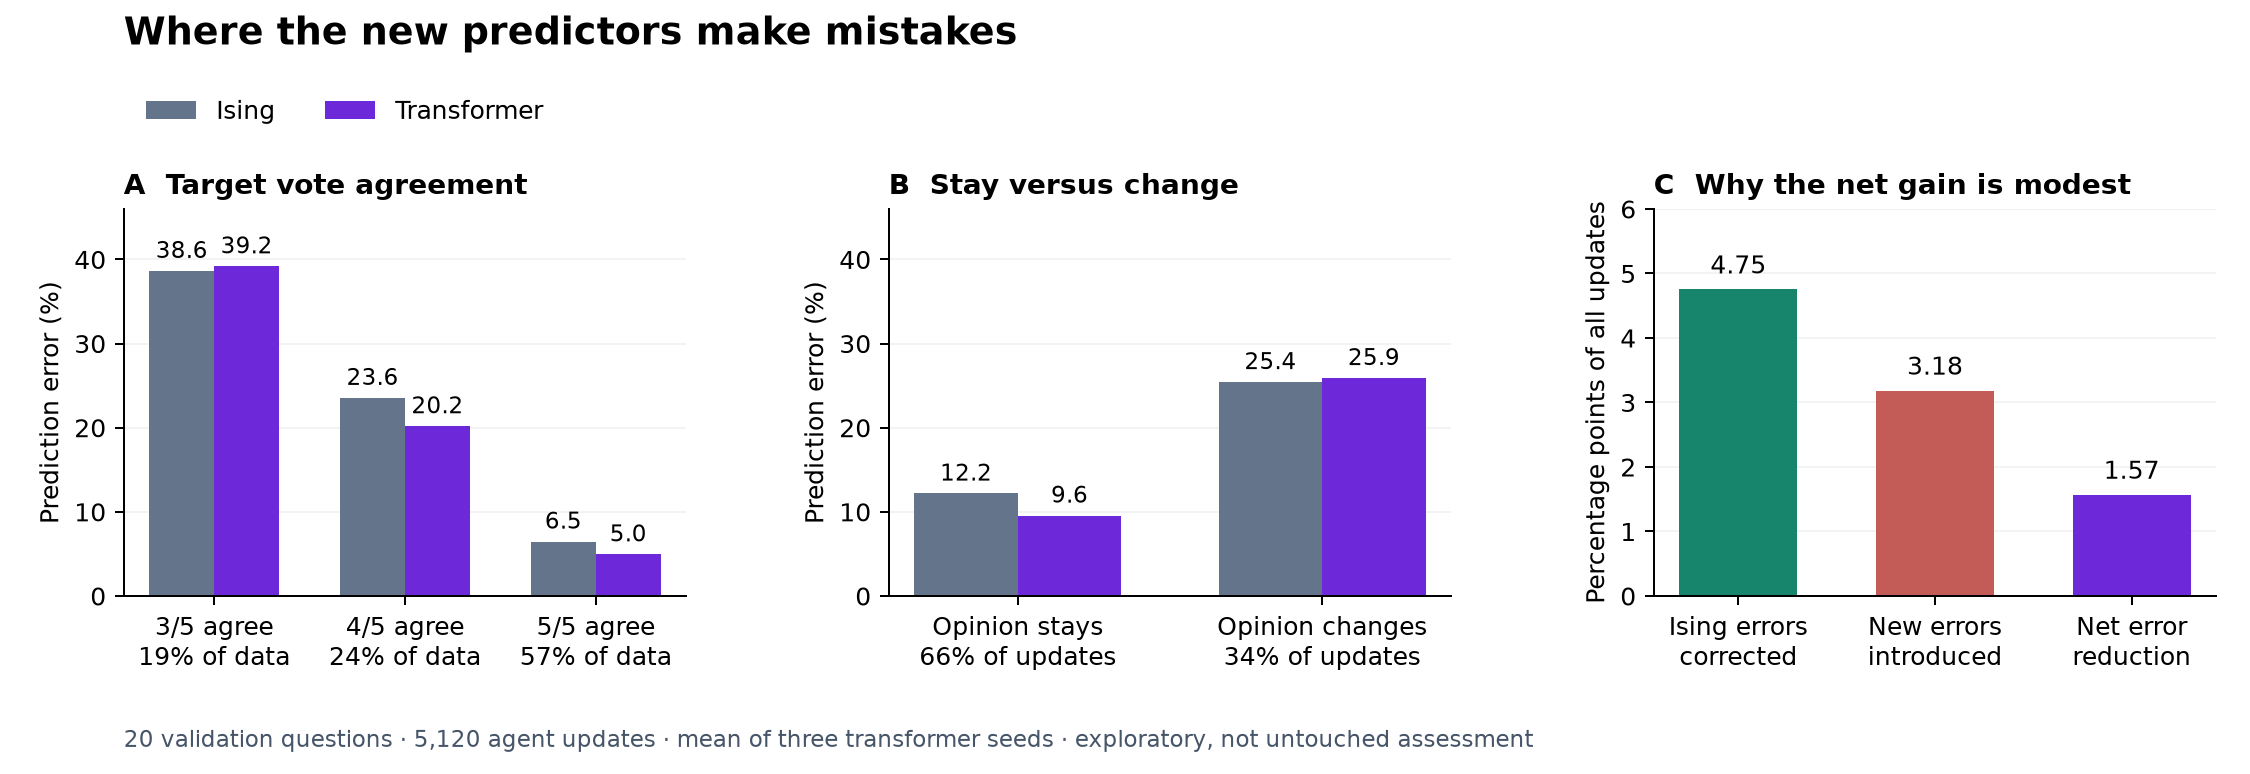 Where the new predictors make mistakes
Ising
Transformer
A Target vote agreement
Prediction error (%)
40
30
20
10
0
38.6
39.2
23.6
20.2
6.5
5.0
3/5 agree
19% of data
4/5 agree
24% of data
5/5 agree
57% of data
B Stay versus change
Prediction error (%)
40
30
20
10
0
12.2
9.6
25.4
25.9
Opinion stays
66% of updates
Opinion changes
34% of updates
C Why the net gain is modest
Percentage points of all updates
6
5
4
3
2
1
0
4.75
3.18
1.57
Ising errors
corrected
New errors
introduced
Net error
reduction
20 validation questions · 5,120 agent updates · mean of three transformer seeds · exploratory, not untouched assessment